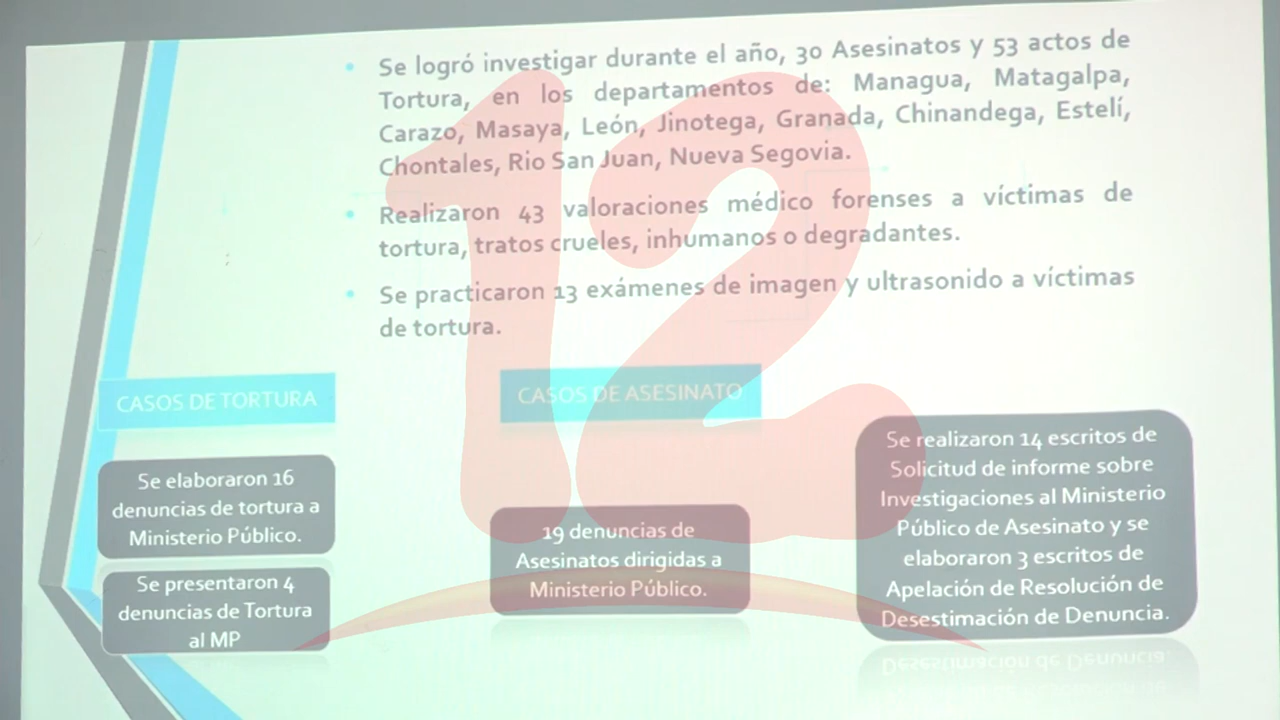 Se logró investigar durante el año, 30 Asesinatos y 53 actos de
Tortura, en los departamentos de: Managua, Matagalpa,
Carazo, Masaya, León, Jinotega, Granada, Chinandega, Estelí,
Chontales, Rio San Juan, Nueva Segovia.
Realizaron 43 valoraciones médico forenses a víctimas de
tortura, tratos crueles, inhumanos o degradantes.
Se practicaron 13 exámenes de imagen y ultrasonido a víctimas
de tortura.
12
CASOS DE TORTURA
Se elaboraron 16
denuncias de tortura a
Ministerio Público.
Se presentaron 4
denuncias de Tortura
al MP
CASOS DE ASESINATO
19 denuncias de
Asesinatos dirigidas a
Ministerio Público.
Se realizaron 14 escritos de
Solicitud de informe sobre
Investigaciones al Ministerio
Público de Asesinato y se
elaboraron 3 escritos de
Apelación de Resolución de
Desestimación de Denuncia.